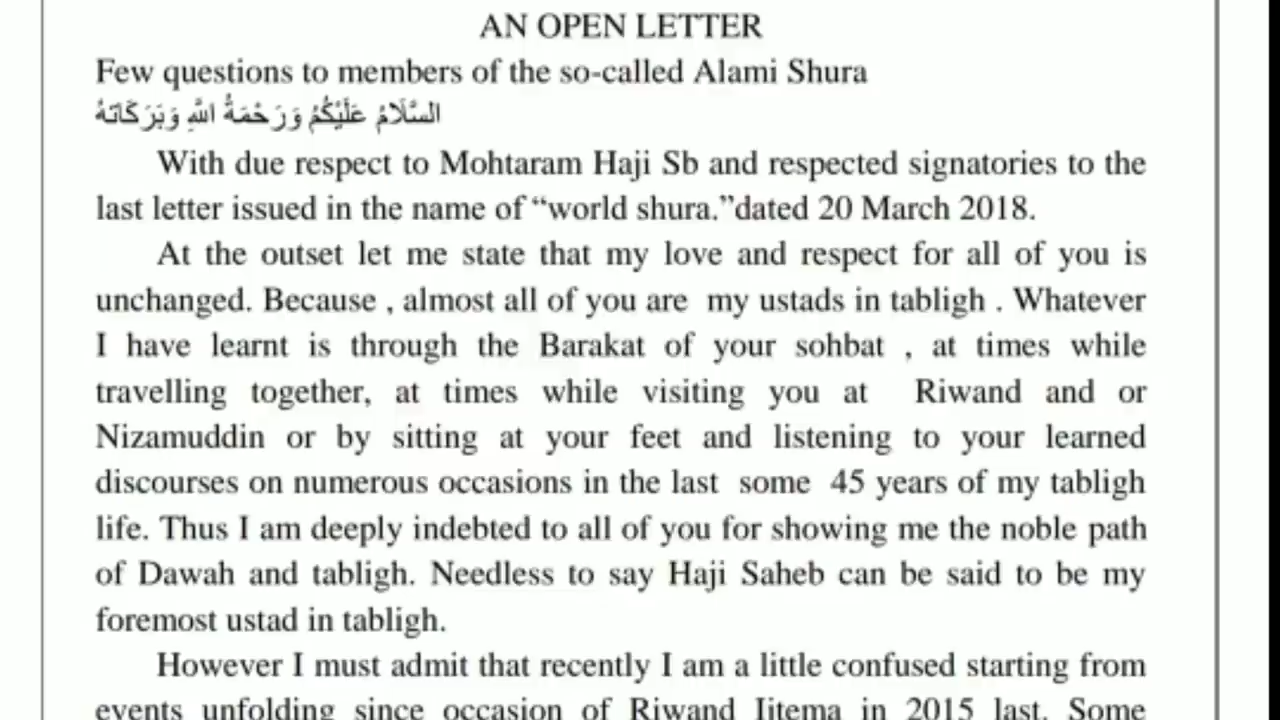 AN OPEN LETTER
Few questions to members of the so-called Alami Shura
السَّلَامُ عَلَيْكُمْ وَرَحْمَةُ اللهِ وَبَرَكَاتُهُ
With due respect to Mohtaram Haji Sb and respected signatories to the
last letter issued in the name of “world shura.”dated 20 March 2018.
At the outset let me state that my love and respect for all of you is
unchanged. Because , almost all of you are my ustads in tabligh . Whatever
I have learnt is through the Barakat of your sohbat , at times while
travelling together, at times while visiting you at Riwand and or
Nizamuddin or by sitting at your feet and listening to your learned
discourses on numerous occasions in the last some 45 years of my tabligh
life. Thus I am deeply indebted to all of you for showing me the noble path
of Dawah and tabligh. Needless to say Haji Saheb can be said to be my
foremost ustad in tabligh.
However I must admit that recently I am a little confused starting from
events unfolding since occasion of Riwand Ijtema in 2015 last. Some